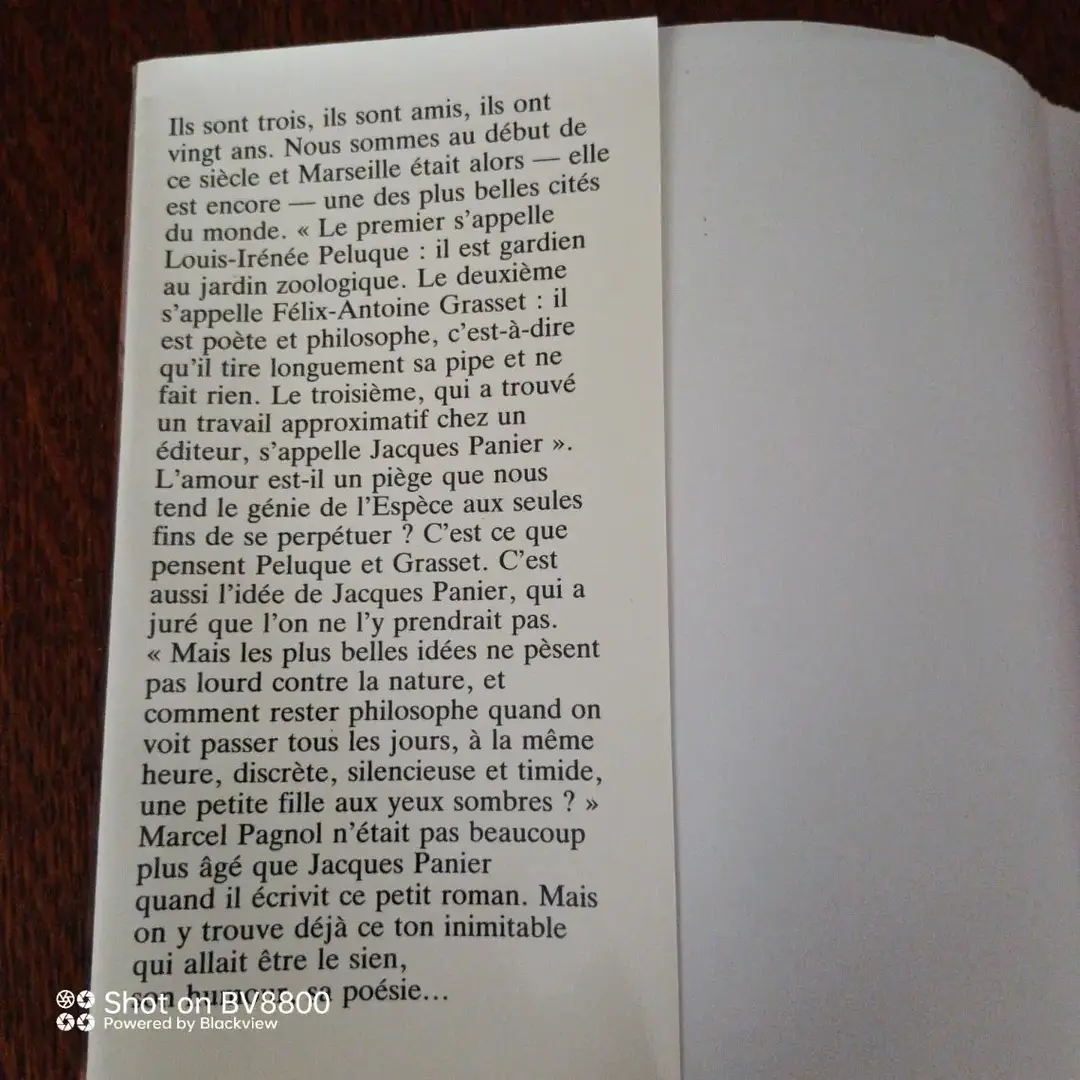 Ils sont trois, ils sont amis, ils ont
vingt ans. Nous sommes au début de
ce siècle et Marseille était alors — elle
est encore — une des plus belles cités
du monde. « Le premier s'appelle
Louis-Irénée Peluque : il est gardien
au jardin zoologique. Le deuxième
s'appelle Félix-Antoine Grasset : il
est poète et philosophe, c'est-à-dire
qu'il tire longuement sa pipe et ne
fait rien. Le troisième, qui a trouvé
un travail approximatif chez un
éditeur, s'appelle Jacques Panier ».
L'amour est-il un piège que nous
tend le génie de l'Espèce aux seules
fins de se perpétuer ? C'est ce que
pensent Peluque et Grasset. C'est
aussi l'idée de Jacques Panier, qui a
juré que l'on ne l'y prendrait pas.
« Mais les plus belles idées ne pèsent
pas lourd contre la nature, et
comment rester philosophe quand on
voit passer tous les jours, à la même
heure, discrète, silencieuse et timide,
une petite fille aux yeux sombres ? »
Marcel Pagnol n'était pas beaucoup
plus âgé que Jacques Panier
quand il écrivit ce petit roman. Mais
on y trouve déjà ce ton inimitable
qui allait être le sien,
son humour, sa poésie...
Shot on BV8800
Powered by Blackview